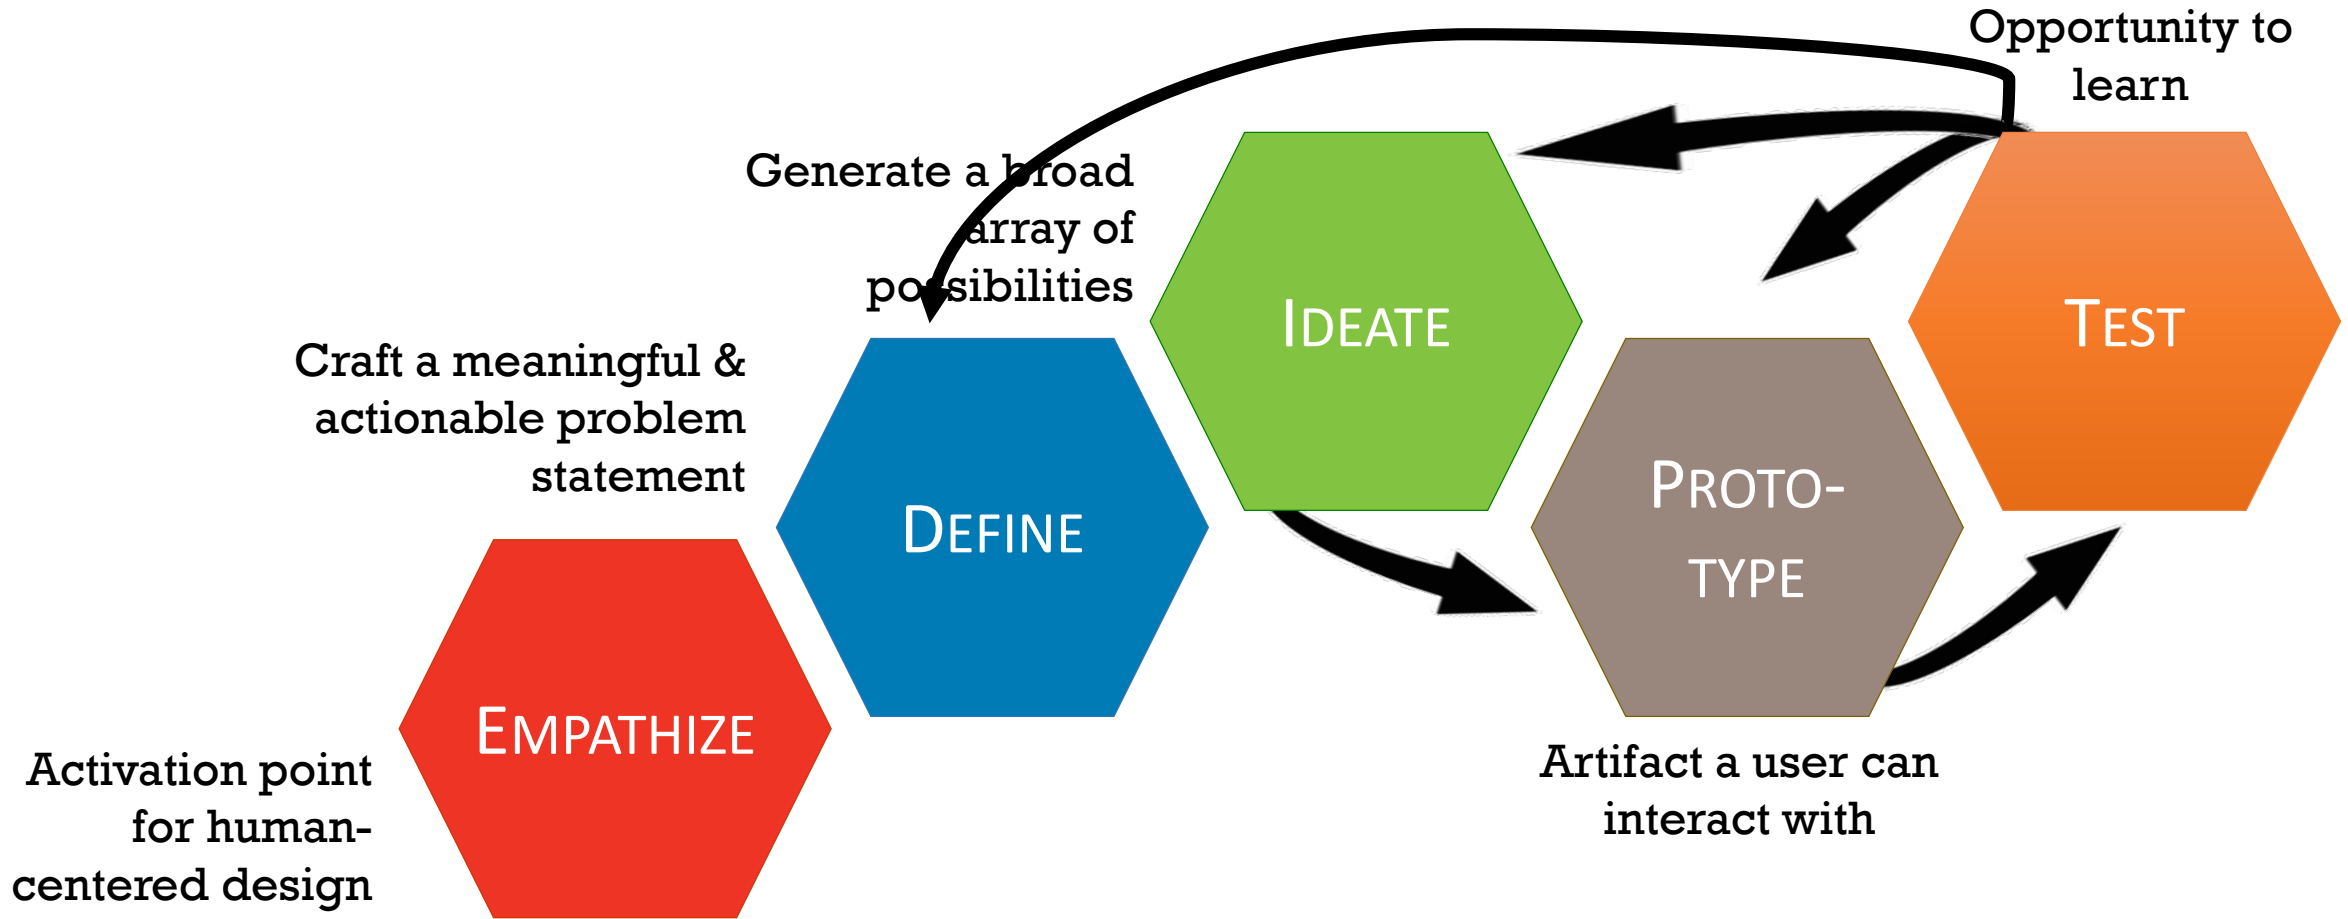 Opportunity to
learn
Generate a broad
array of
possibilities
IDEATE
TEST
Craft a meaningful &
actionable problem
statement
DEFINE
PROTO-
TYPE
EMPATHIZE
Activation point
for human-
centered design
Artifact a user can
interact with